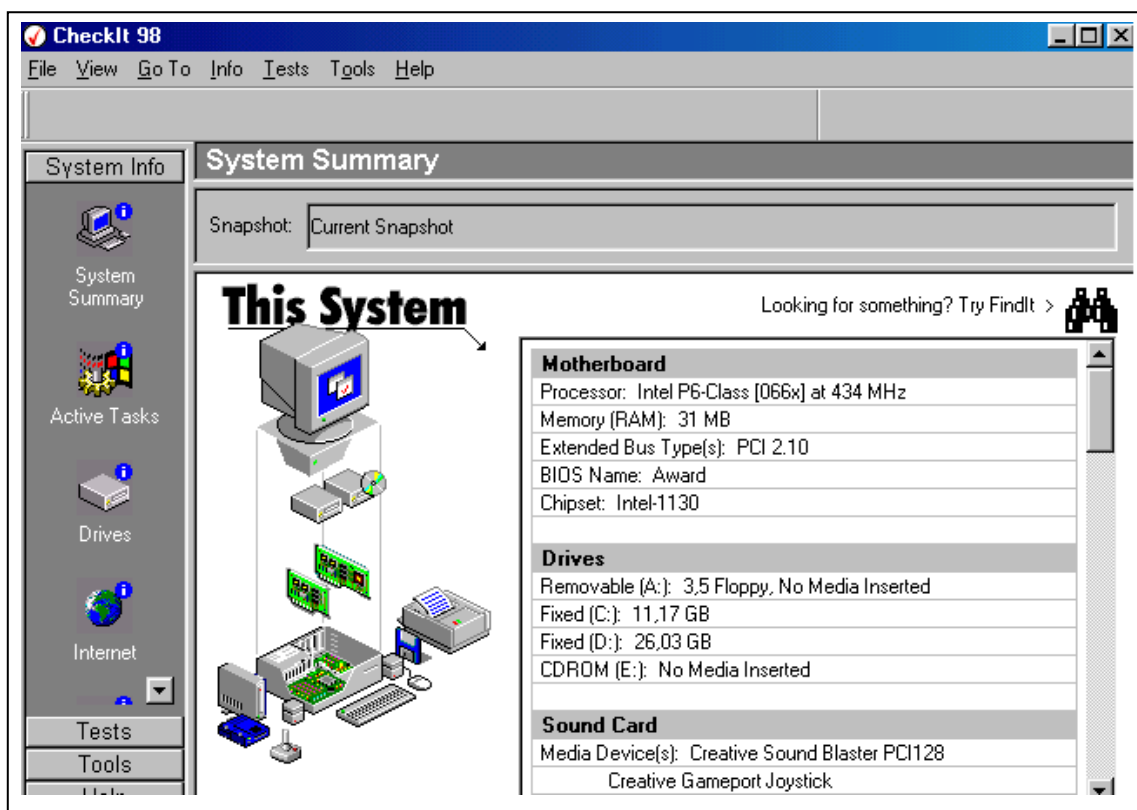 CheckIt 98
File View Go To Info Tests Tools Help
System Info
System Summary
Snapshot: Current Snapshot
System
Summary
Active Tasks
Drives
Internet
Tests
Tools
Help
This System
Looking for something? Try FindIt >
Motherboard
Processor: Intel P6-Class [066x] at 434 MHz
Memory (RAM): 31 MB
Extended Bus Type(s): PCI 2.10
BIOS Name: Award
Chipset: Intel-1130
Drives
Removable (A:): 3,5 Floppy, No Media Inserted
Fixed (C:): 11,17 GB
Fixed (D:): 26,03 GB
CDROM (E:): No Media Inserted
Sound Card
Media Device(s): Creative Sound Blaster PCI128
Creative Gameport Joystick